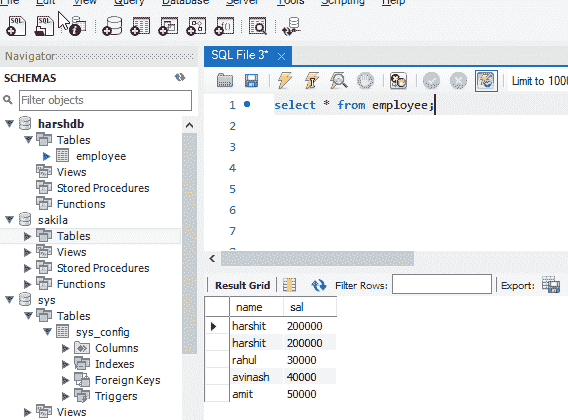 File Edit View Query Database Server Tools Scripting Help
SQL SQL
Navigator
SQL File 3*
SCHEMAS
Filter objects
Limit to 1000
harshdb
Tables
employee
Views
Stored Procedures
Functions
sakila
Tables
Views
Stored Procedures
Functions
sys
Tables
sys_config
Columns
Indexes
Foreign Keys
Triggers
Views
1 select * from employee;
2
3
4
5
6
7
Result Grid Filter Rows: Export:
name sal
harshit 200000
harshit 200000
rahul 30000
avinash 40000
amit 50000